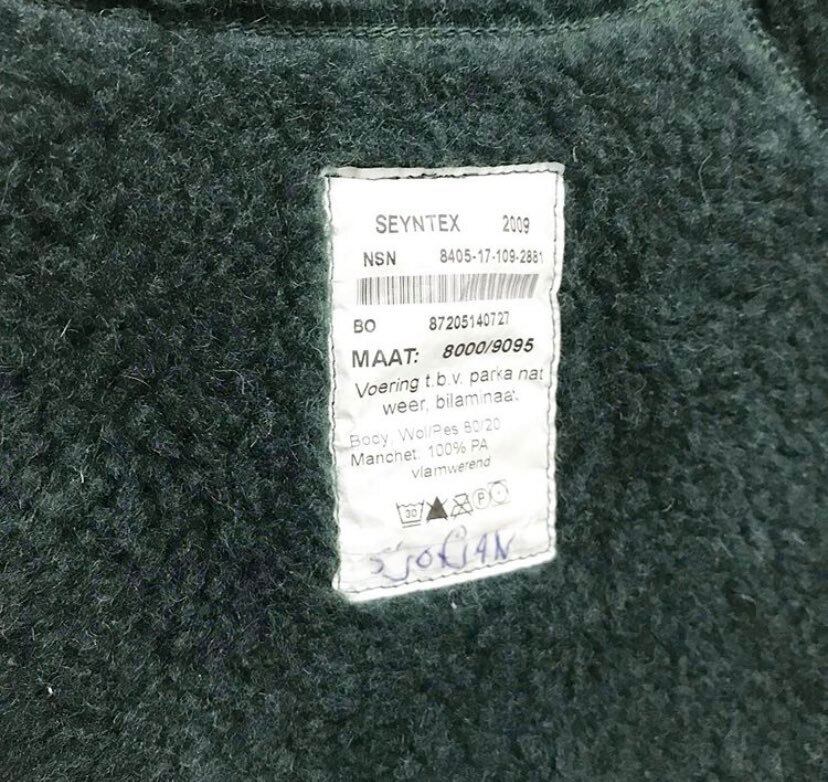 SEYNTEX 2009
NSN 8405-17-109-2881
BO 87205140727
MAAT: 8000/9095
Voering t.b.v. parka nat
weer, bilaminaat
Body, Wol/Pes 80/20
Manchet: 100% PA
vlamwerend
30 P